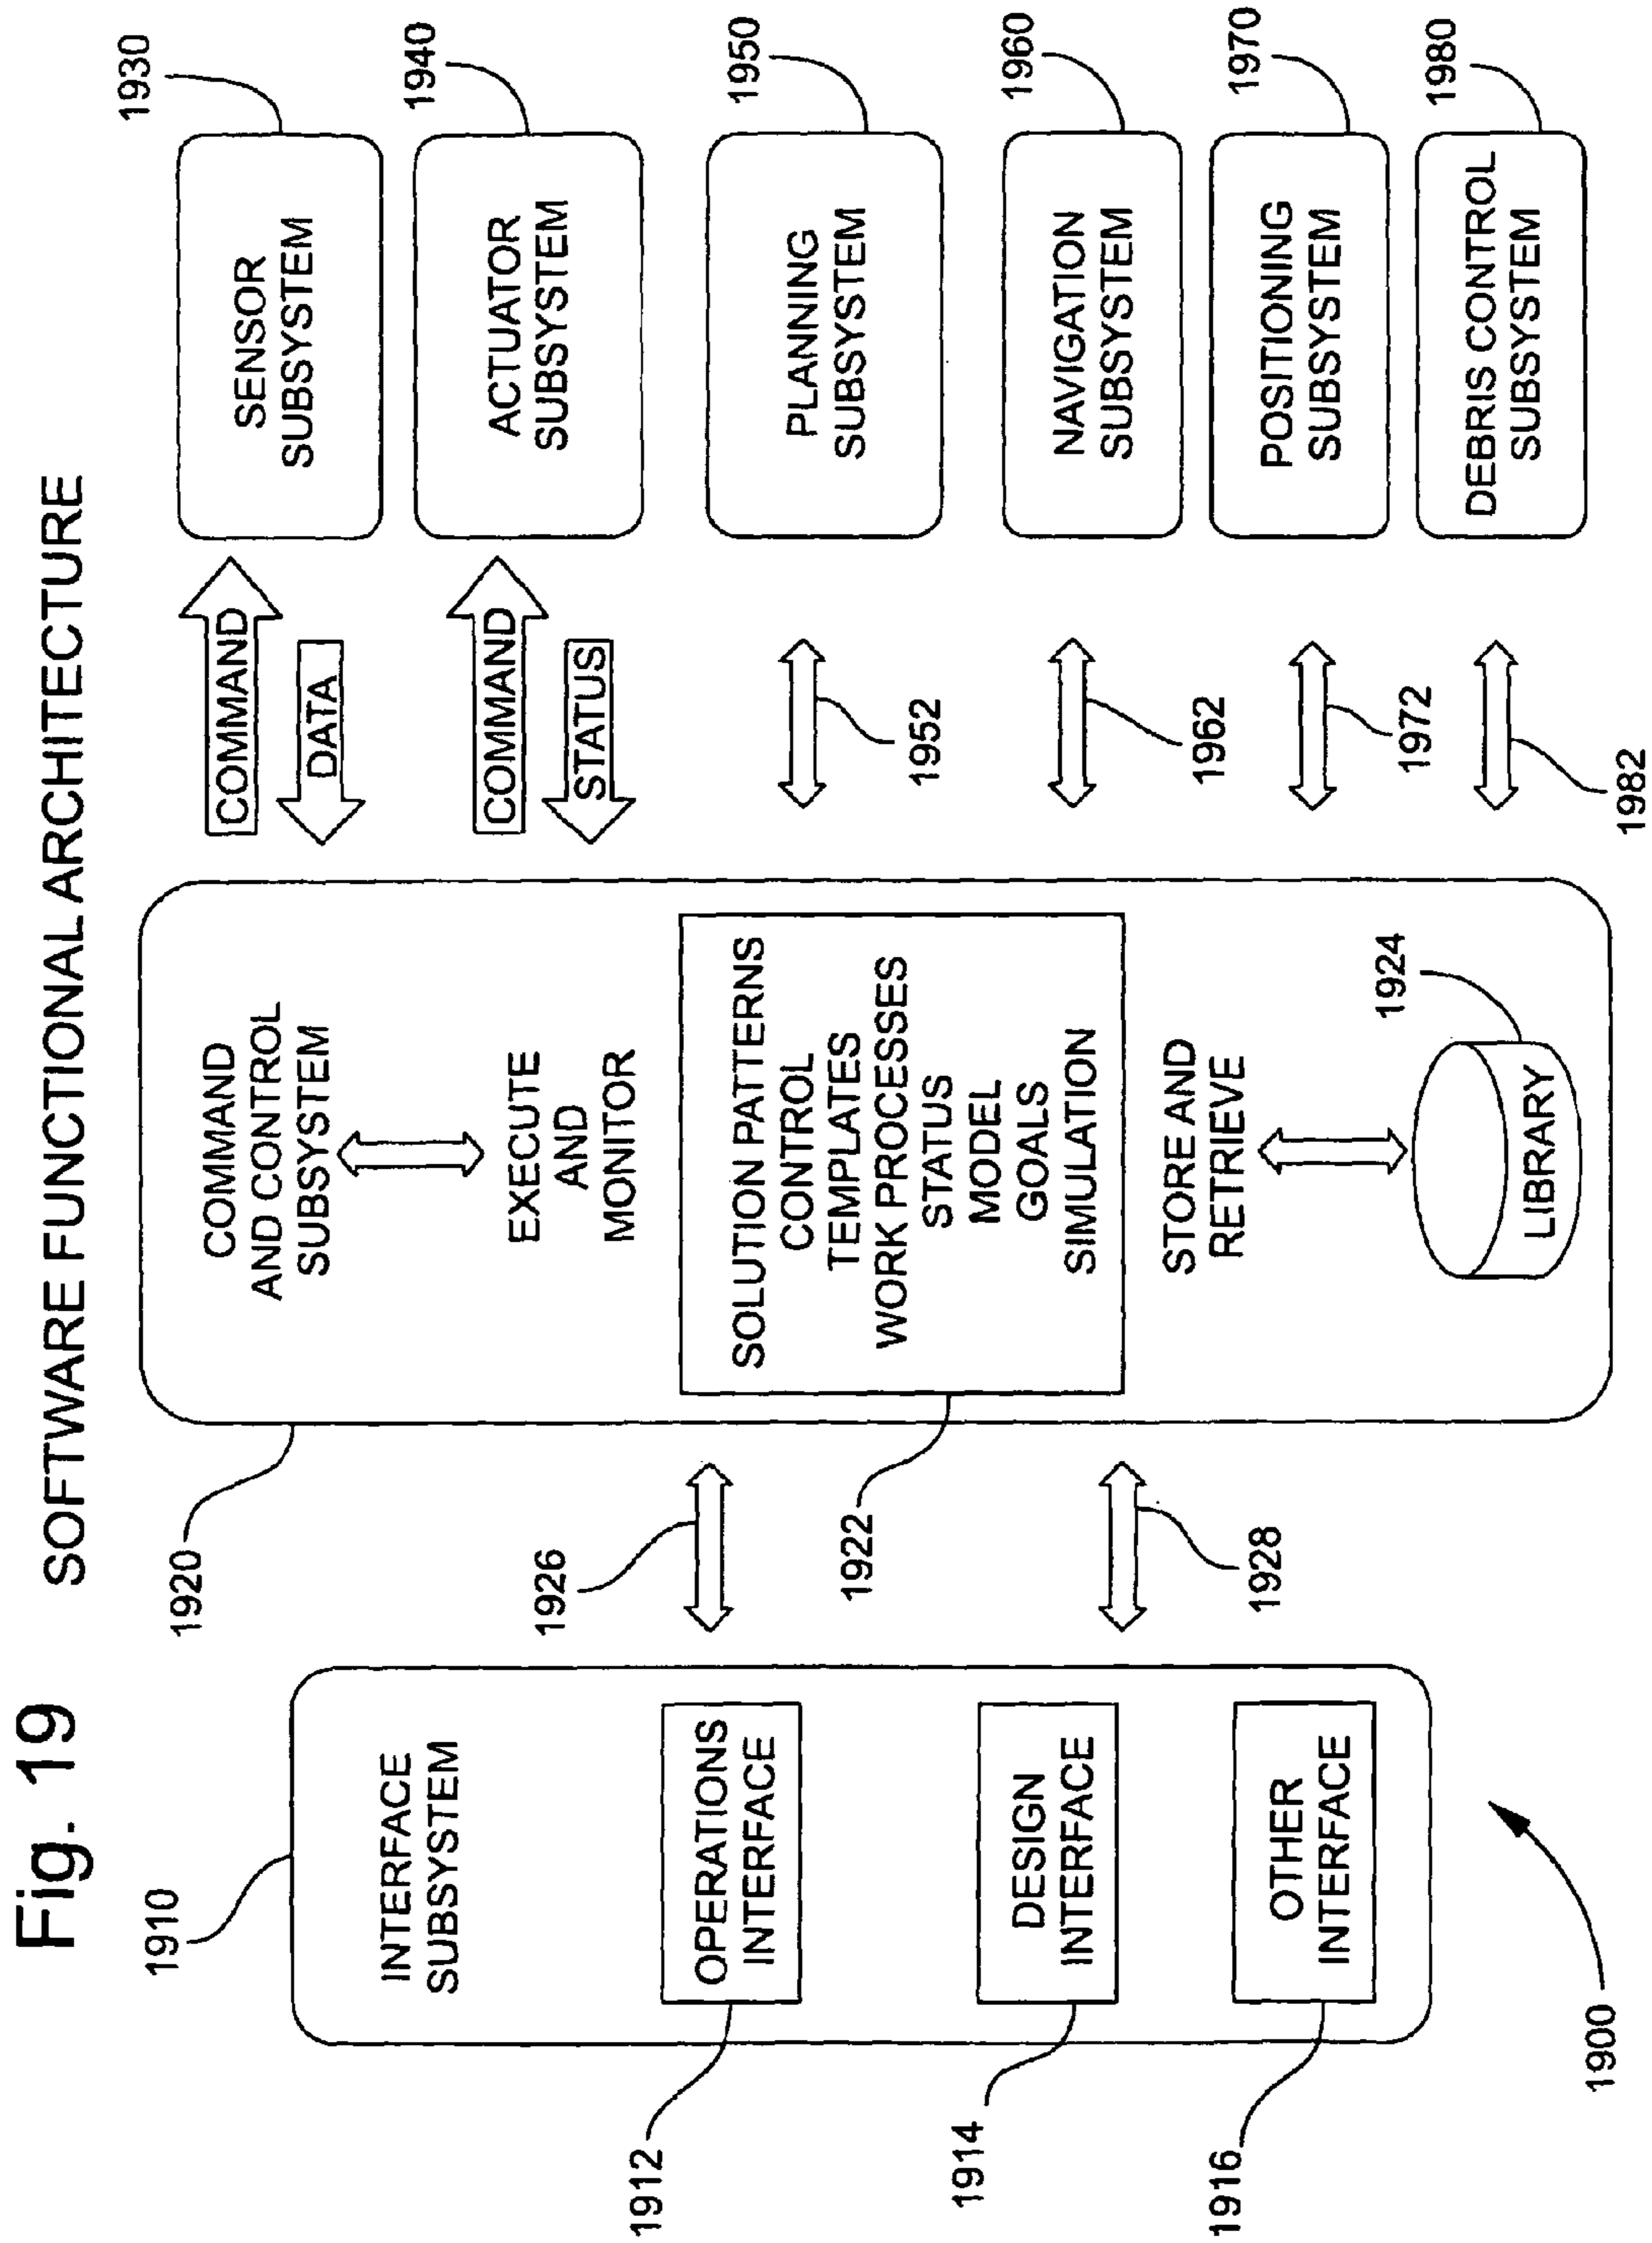 Fig. 19
SOFTWARE FUNCTIONAL ARCHITECTURE
1910
INTERFACE
SUBSYSTEM
OPERATIONS
INTERFACE
1912
DESIGN
INTERFACE
1914
OTHER
INTERFACE
1916
1900
1926
1928
1920
COMMAND
AND CONTROL
SUBSYSTEM
EXECUTE
AND
MONITOR
SOLUTION PATTERNS
CONTROL
TEMPLATES
WORK PROCESSES
STATUS
MODEL
GOALS
SIMULATION
1922
STORE AND
RETRIEVE
LIBRARY
1924
COMMAND
DATA
COMMAND
STATUS
1952
1962
1972
1982
SENSOR
SUBSYSTEM
1930
ACTUATOR
SUBSYSTEM
1940
PLANNING
SUBSYSTEM
1950
NAVIGATION
SUBSYSTEM
1960
POSITIONING
SUBSYSTEM
1970
DEBRIS CONTROL
SUBSYSTEM
1980